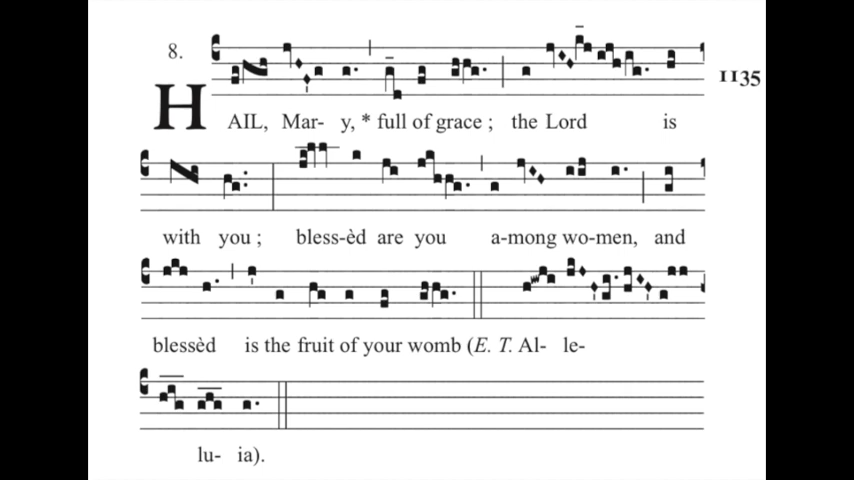 8.
1135
HAIL, Mar- y, * full of grace ; the Lord is
with you ; bless-èd are you a-mong wo-men, and
blessèd is the fruit of your womb (E. T. Al- le-
lu- ia).